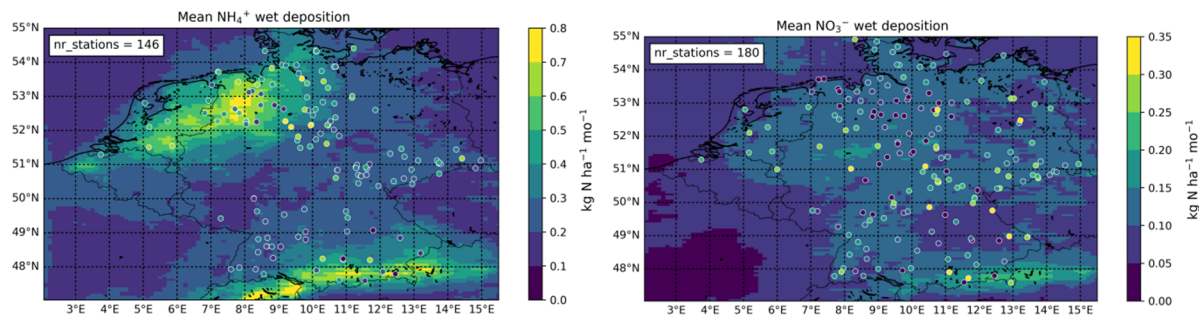 Mean NH₄⁺ wet deposition
nr_stations = 146
55°N
54°N
53°N
52°N
51°N
50°N
49°N
48°N
3°E 4°E 5°E 6°E 7°E 8°E 9°E 10°E 11°E 12°E 13°E 14°E 15°E
0.8
0.7
0.6
0.5
0.4
0.3
0.2
0.1
0.0
kg N ha⁻¹ mo⁻¹
Mean NO₃⁻ wet deposition
nr_stations = 180
55°N
54°N
53°N
52°N
51°N
50°N
49°N
48°N
3°E 4°E 5°E 6°E 7°E 8°E 9°E 10°E 11°E 12°E 13°E 14°E 15°E
0.35
0.30
0.25
0.20
0.15
0.10
0.05
0.00
kg N ha⁻¹ mo⁻¹